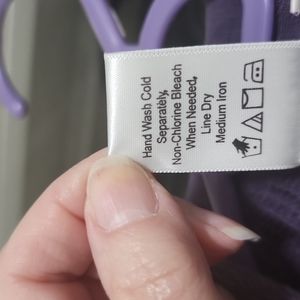 Hand Wash Cold
Separately,
Non-Chlorine Bleach
When Needed,
Line Dry
Medium Iron